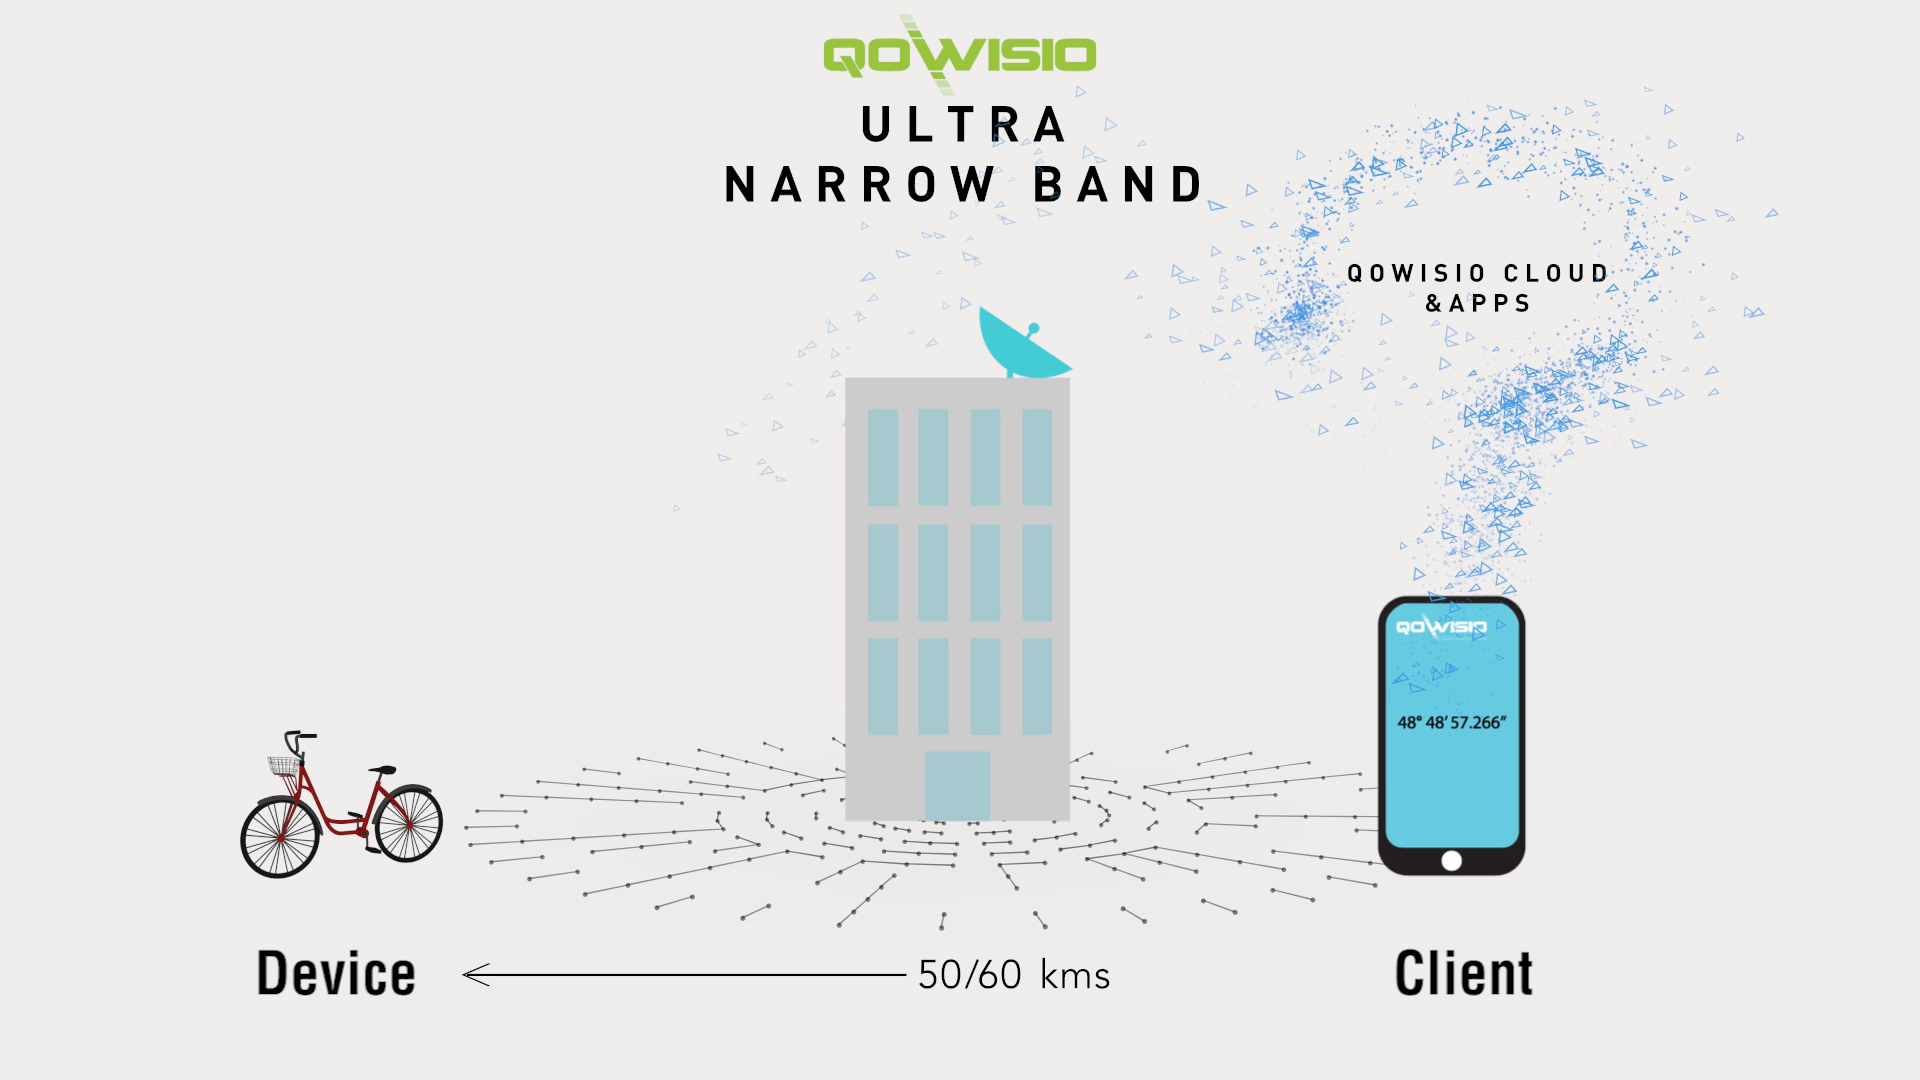 QOWISIO
ULTRA
NARROW BAND
QOWISIO CLOUD
&APPS
QOWISIO
48° 48′ 57.266″
Device
50/60 kms
Client